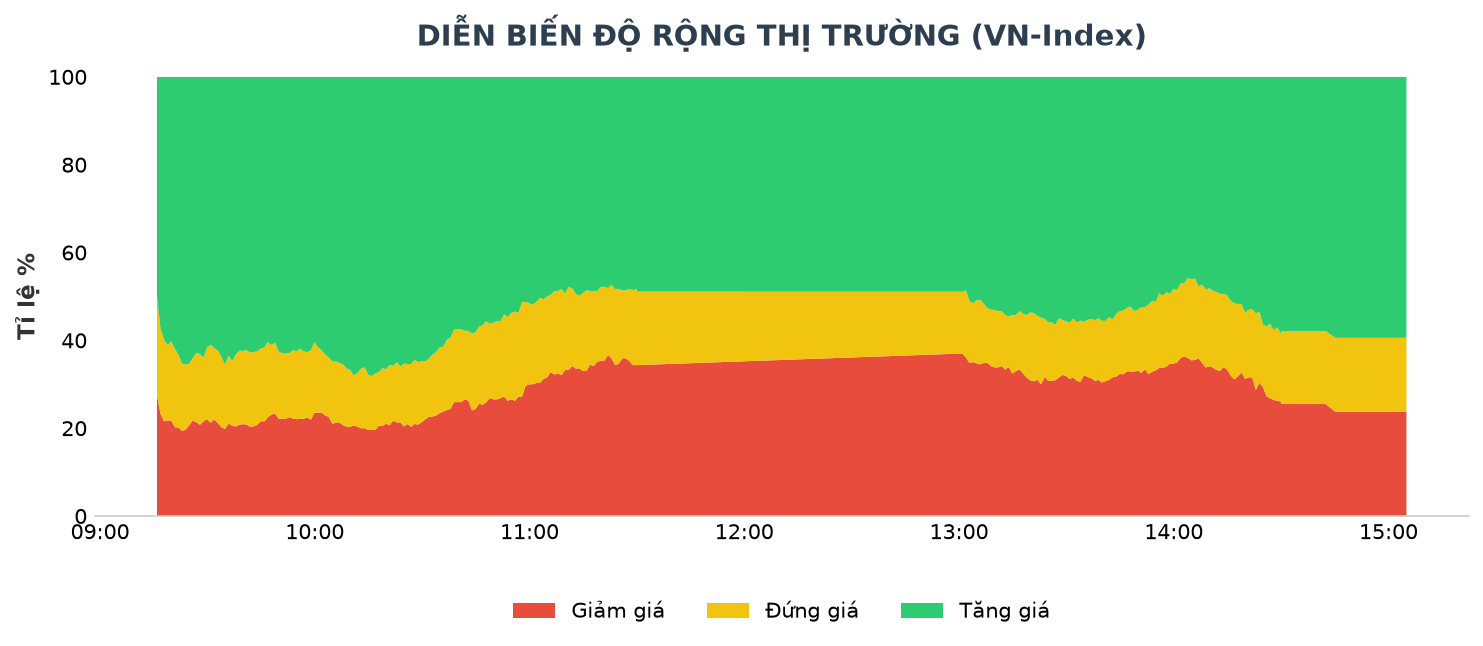 DIỄN BIẾN ĐỘ RỘNG THỊ TRƯỜNG (VN-Index)
Tỉ lệ %
100
80
60
40
20
0
09:00 10:00 11:00 12:00 13:00 14:00 15:00
Giảm giá Đứng giá Tăng giá